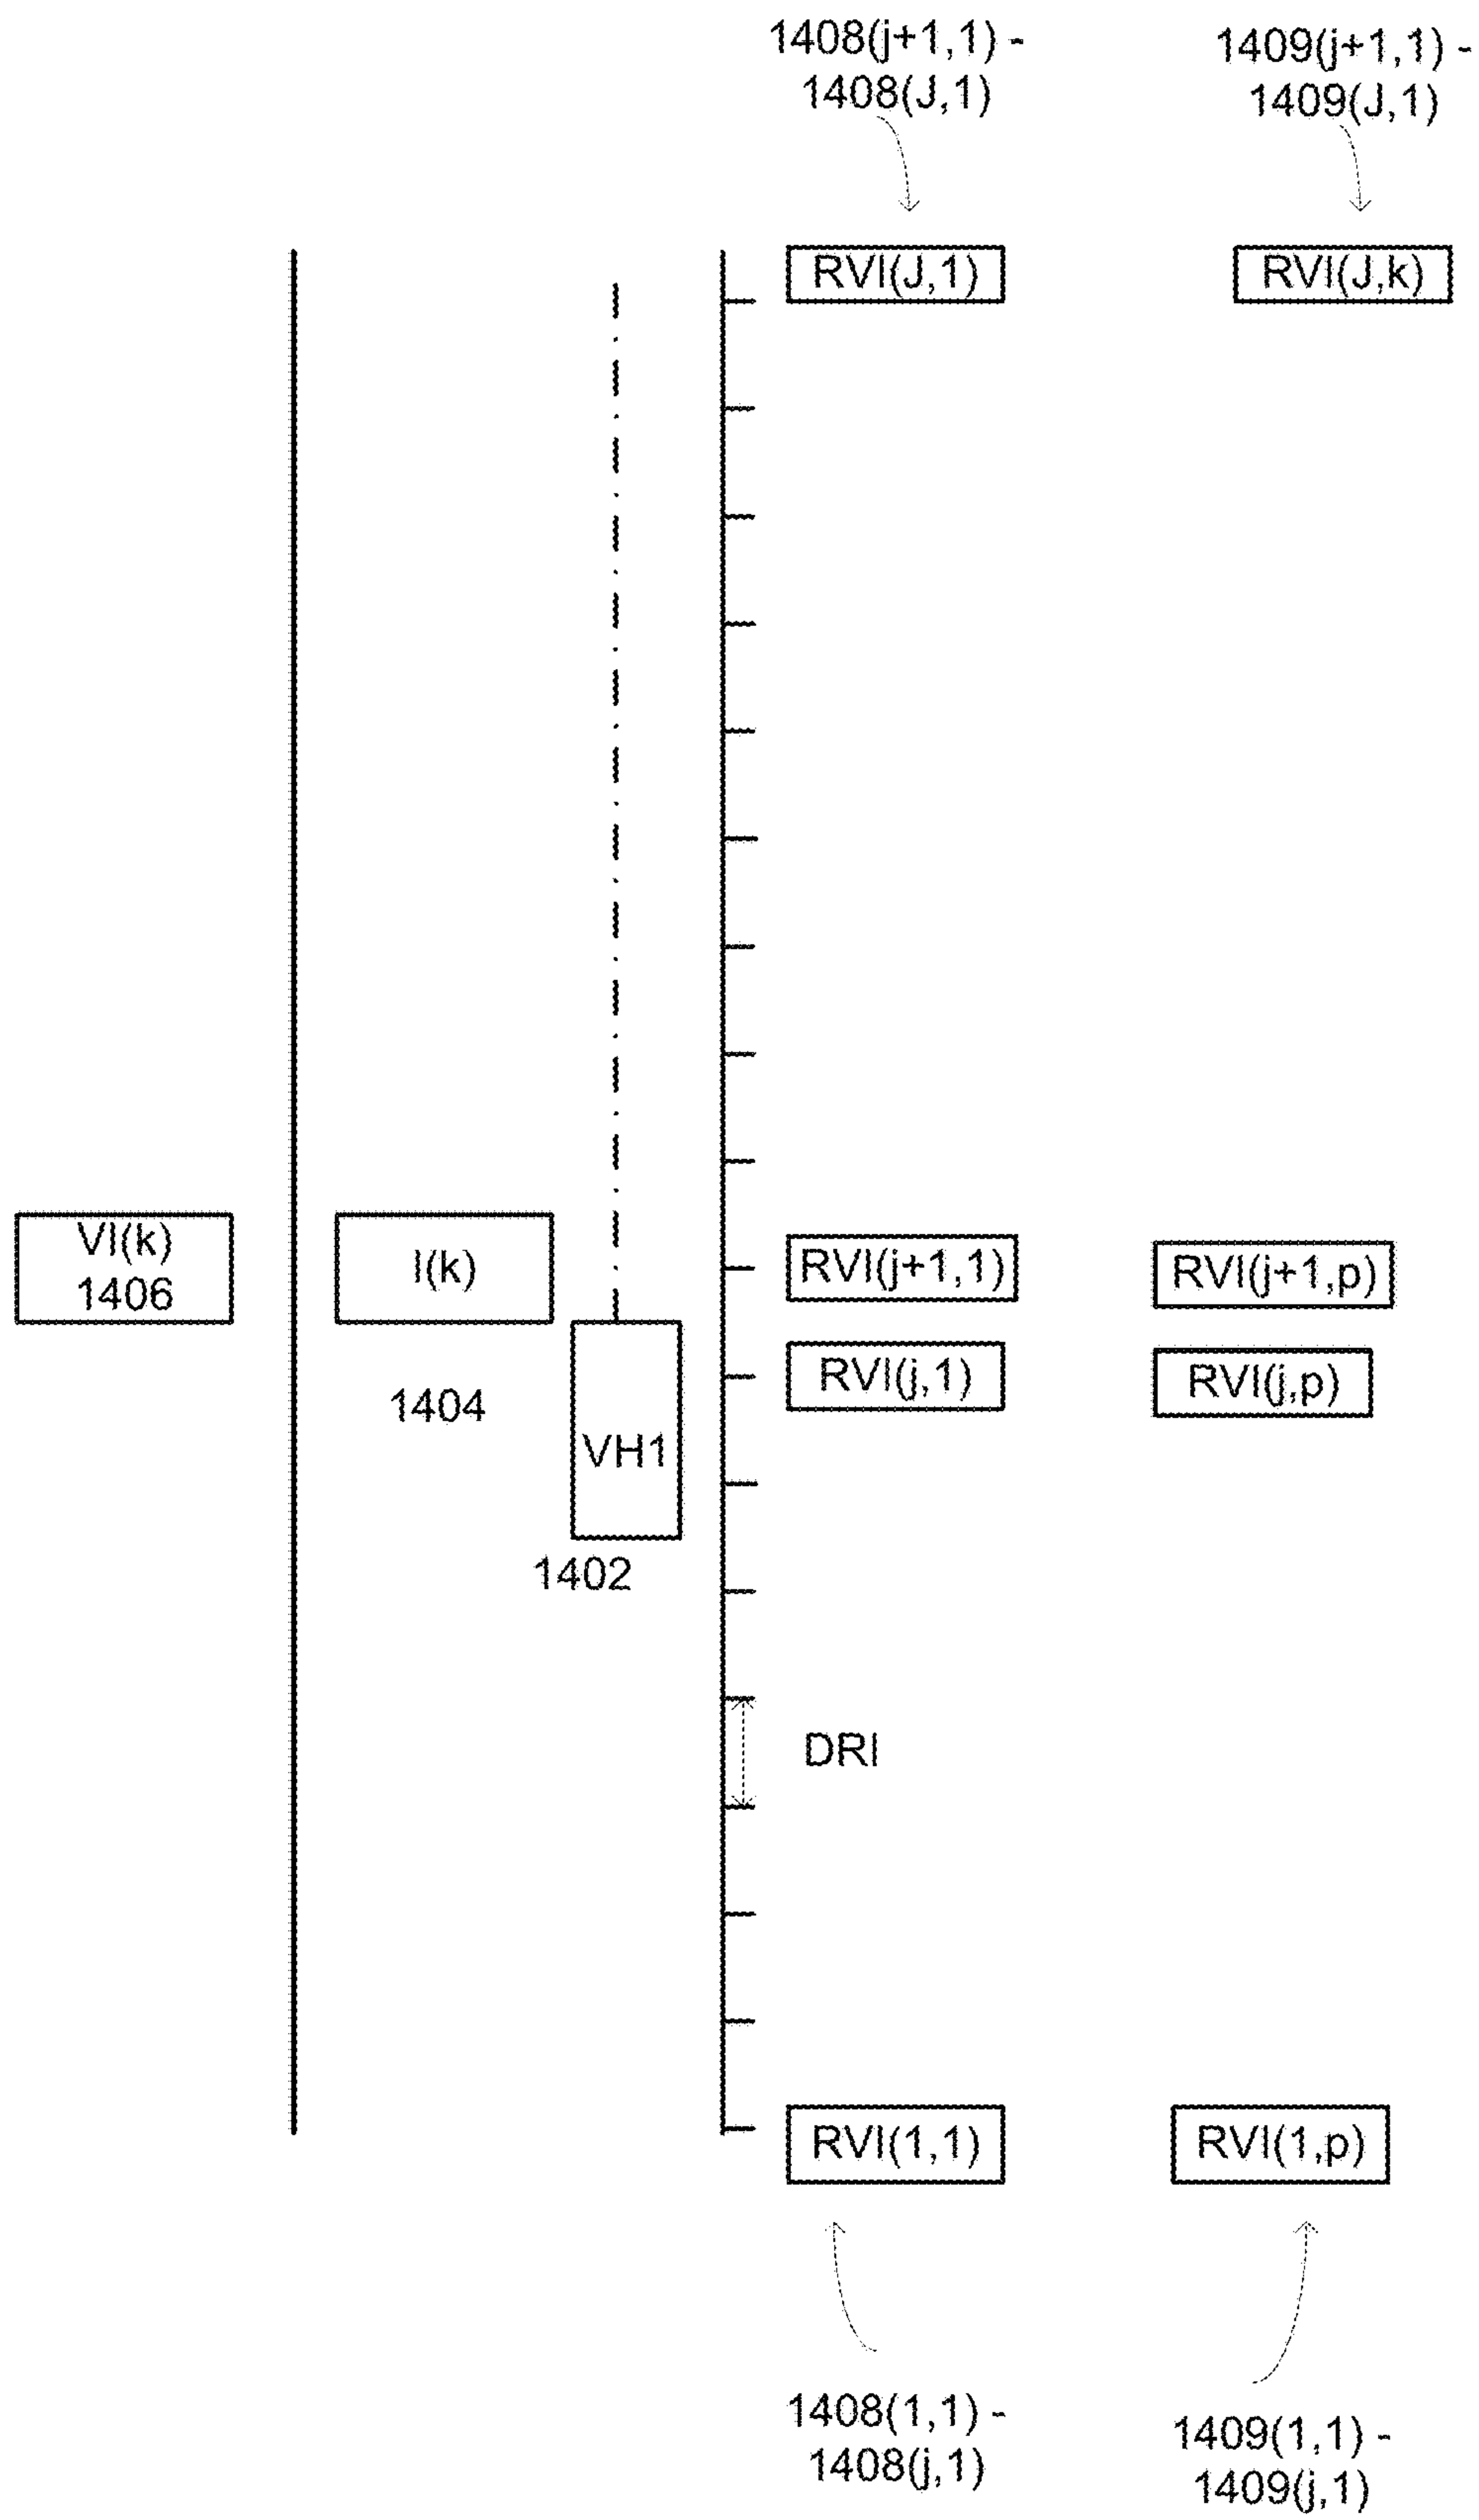 1408(j+1,1) -
1408(J,1)
1409(j+1,1) -
1409(J,1)
RVI(J,1)
RVI(J,k)
VI(k)
1406
I(k)
RVI(j+1,1)
RVI(j+1,p)
1404
RVI(j,1)
RVI(j,p)
VH1
1402
DRI
RVI(1,1)
RVI(1,p)
1408(1,1) -
1408(j,1)
1409(1,1) -
1409(j,1)